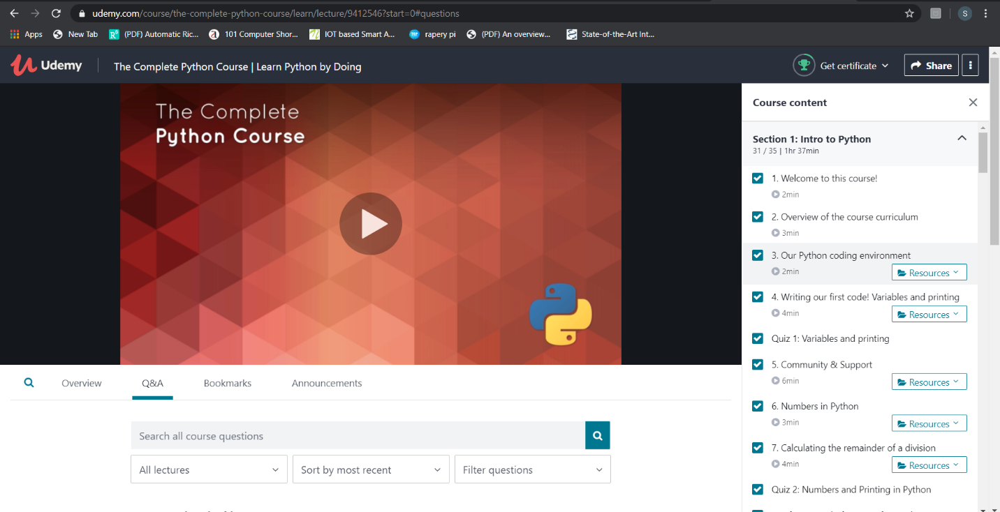 udemy.com/course/the-complete-python-course/learn/lecture/9412546?start=0#questions
S
Apps
New Tab
(PDF) Automatic Ric...
101 Computer Shor...
IOT based Smart A...
rapery pi
(PDF) An overview...
State-of-the-Art Int...
Udemy
The Complete Python Course | Learn Python by Doing
Get certificate
Share
The Complete
Python Course
Search all course questions
All lectures
Sort by most recent
Filter questions
Overview
Q&A
Bookmarks
Announcements
Course content
Section 1: Intro to Python
31 / 35 | 1hr 37min
1. Welcome to this course!
2min
2. Overview of the course curriculum
3min
3. Our Python coding environment
2min
Resources
4. Writing our first code! Variables and printing
4min
Resources
Quiz 1: Variables and printing
5. Community & Support
6min
Resources
6. Numbers in Python
3min
Resources
7. Calculating the remainder of a division
4min
Resources
Quiz 2: Numbers and Printing in Python